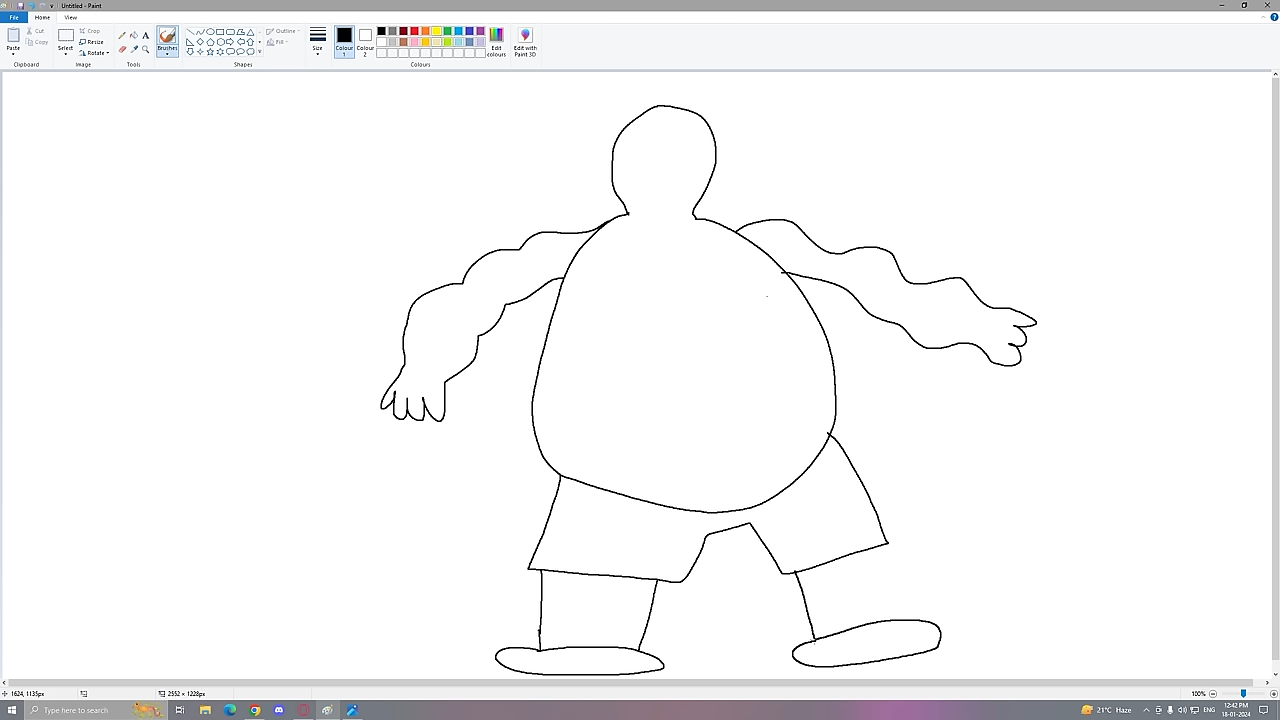 Untitled - Paint
File Home View
Cut
Copy
Paste
Clipboard
Crop
Resize
Rotate
Select
Image
Tools
Brushes
Outline
Fill
Shapes
Size
Colour 1
Colour 2
Edit colours
Edit with Paint 3D
Colours
1624, 1135px
2552 × 1228px
100%
Type here to search
21°C Haze
ENG
12:42 PM
18-01-2024